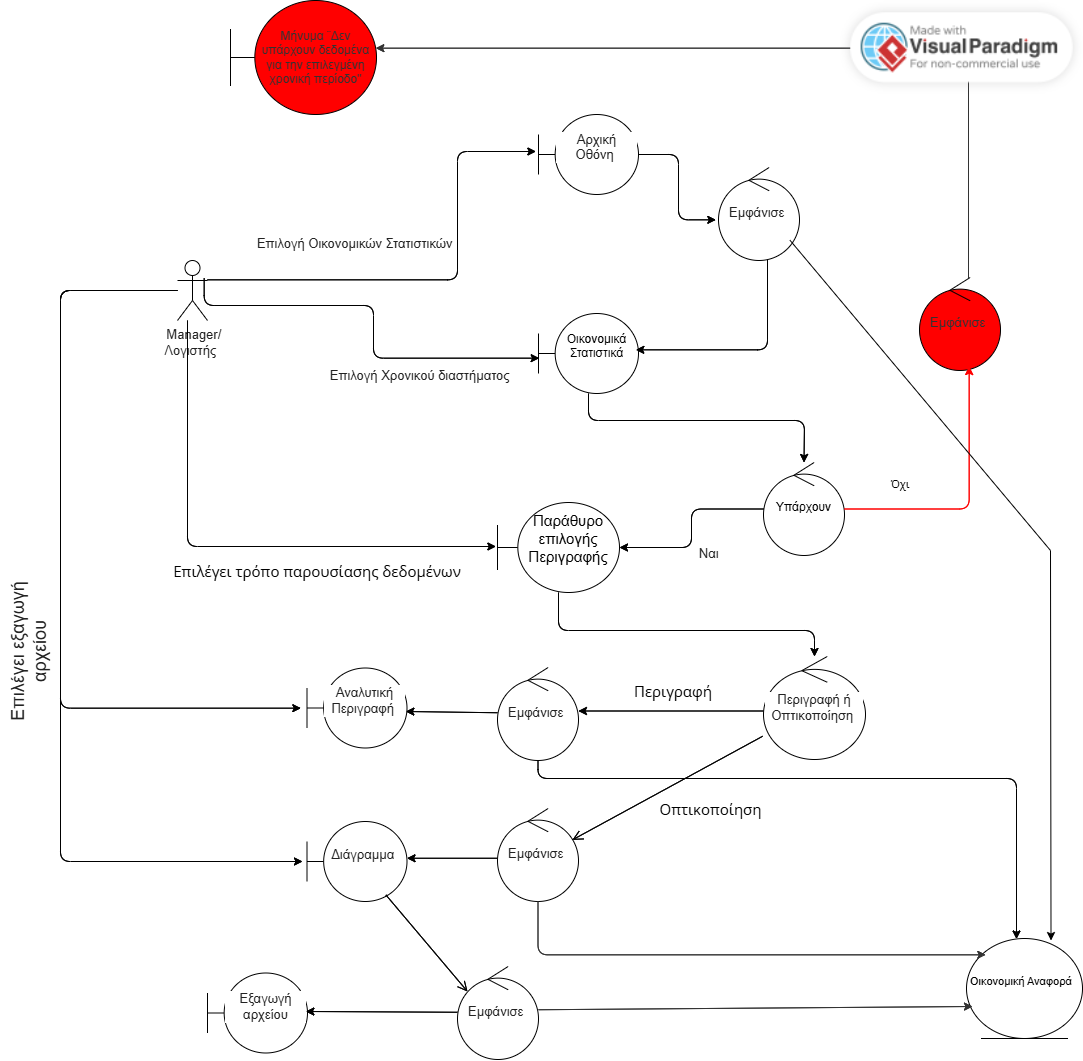 Μήνυμα "Δεν
υπάρχουν δεδομένα
για την επιλεγμένη
χρονική περίοδο"
Made with
VisualParadigm
For non-commercial use
Αρχική
Οθόνη
Εμφάνισε
Επιλογή Οικονομικών Στατιστικών
Manager/
Λογιστής
Εμφάνισε
Οικονομικά
Στατιστικά
Επιλογή Χρονικού διαστήματος
Όχι
Υπάρχουν
Ναι
Παράθυρο
επιλογής
Περιγραφής
Επιλέγει τρόπο παρουσίασης δεδομένων
Επιλέγει εξαγωγή
αρχείου
Αναλυτική
Περιγραφή
Εμφάνισε
Περιγραφή
Περιγραφή ή
Οπτικοποίηση
Οπτικοποίηση
Διάγραμμα
Εμφάνισε
Εξαγωγή
αρχείου
Εμφάνισε
Οικονομική Αναφορά